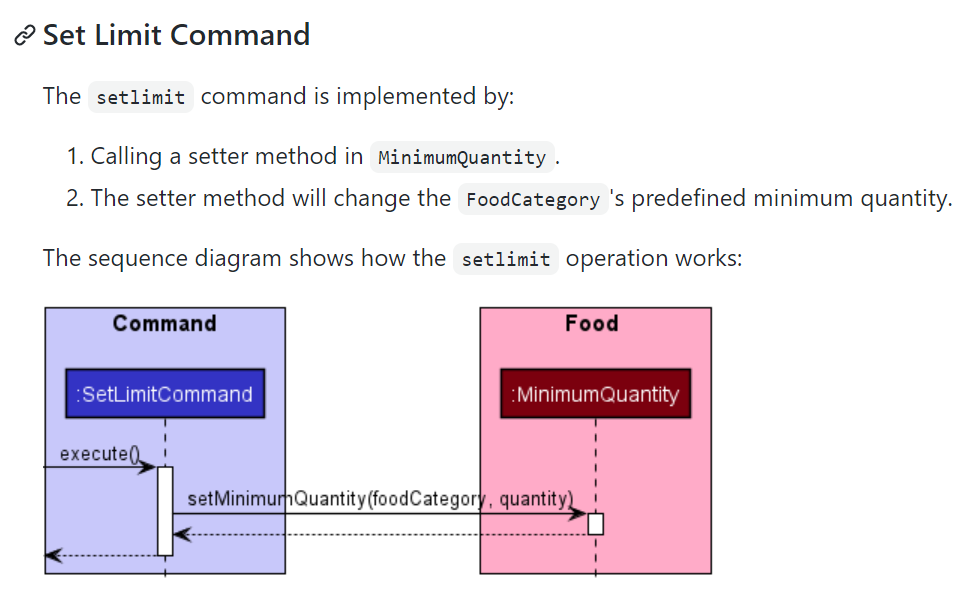 Set Limit Command
The setlimit command is implemented by:
1. Calling a setter method in MinimumQuantity.
2. The setter method will change the FoodCategory's predefined minimum quantity.
The sequence diagram shows how the setlimit operation works:
Command
Food
:SetLimitCommand
:MinimumQuantity
execute()
setMinimumQuantity(foodCategory, quantity)